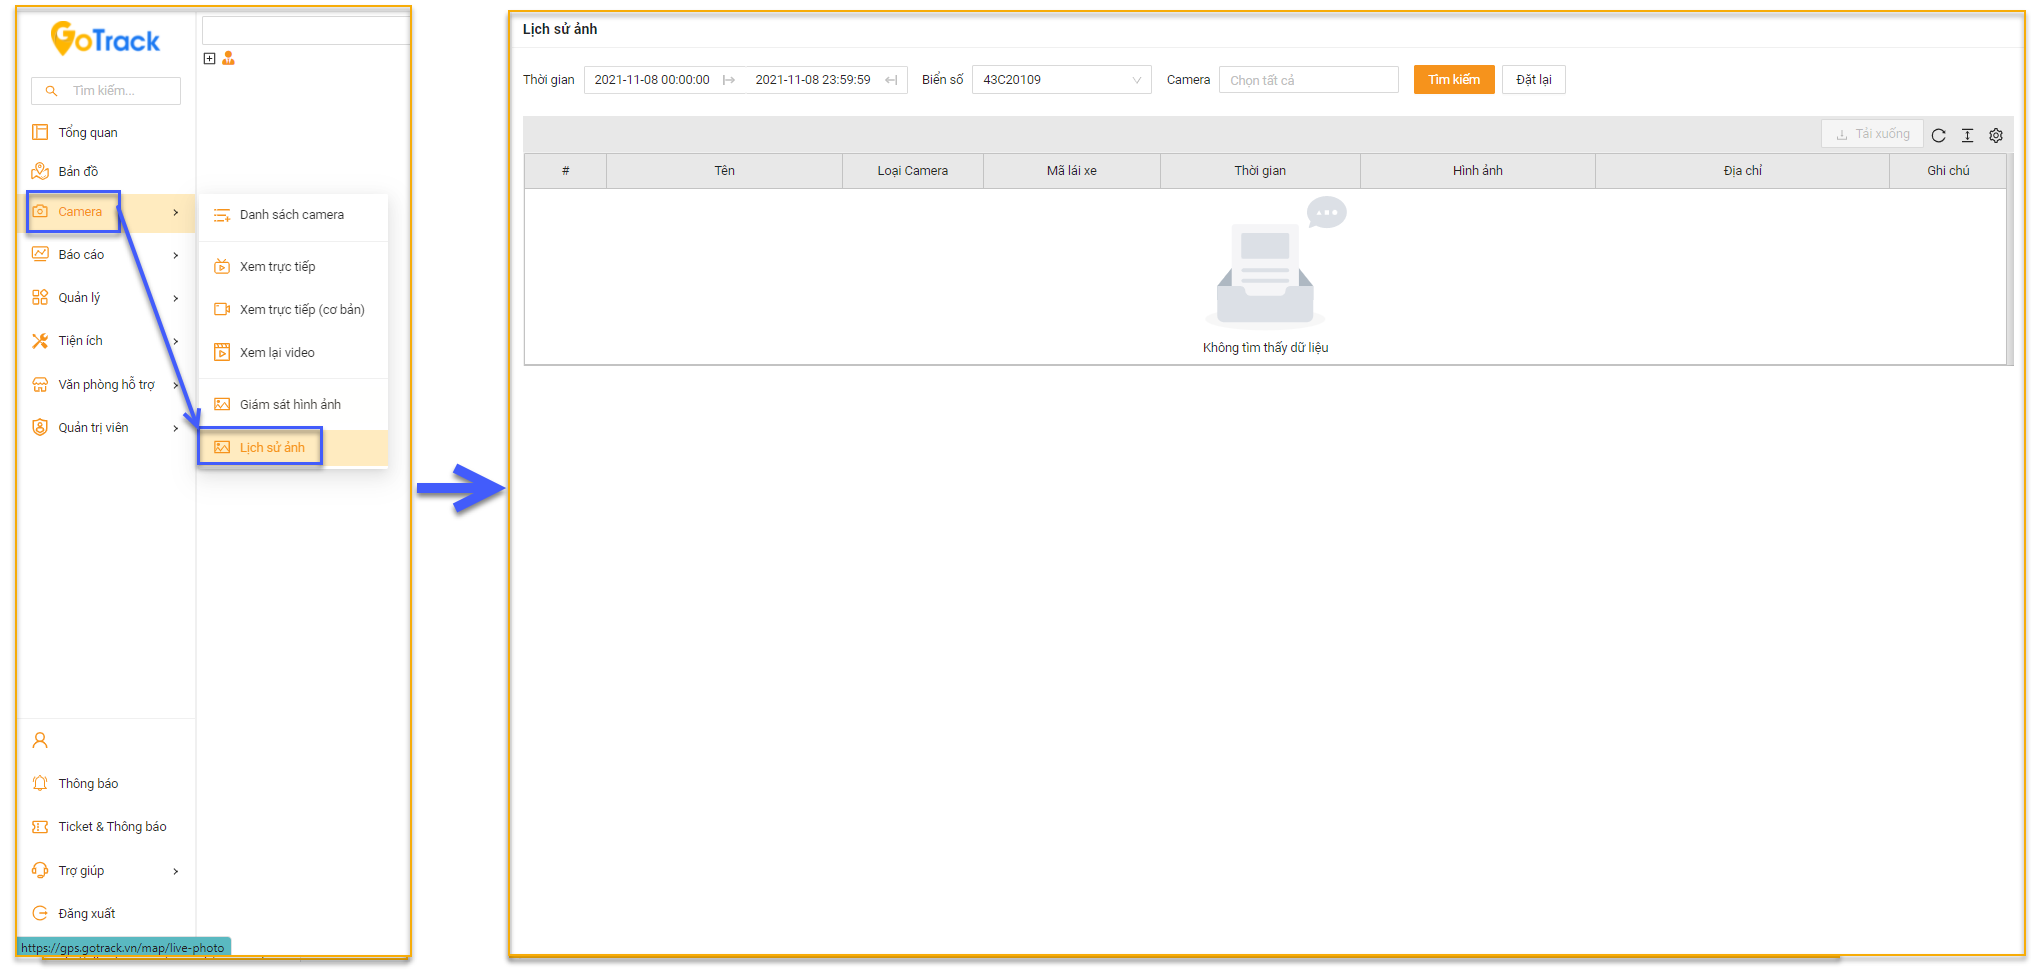 GoTrack
Tìm kiếm...
Tổng quan
Bản đồ
Camera
Báo cáo
Quản lý
Tiện ích
Văn phòng hỗ trợ
Quản trị viên
Danh sách camera
Xem trực tiếp
Xem trực tiếp (cơ bản)
Xem lại video
Giám sát hình ảnh
Lịch sử ảnh
Thông báo
Ticket & Thông báo
Trợ giúp
Đăng xuất
https://gps.gotrack.vn/map/live-photo
Lịch sử ảnh
Thời gian 2021-11-08 00:00:00 2021-11-08 23:59:59 Biển số 43C20109 Camera Chọn tất cả Tìm kiếm Đặt lại
Tải xuống
# Tên Loại Camera Mã lái xe Thời gian Hình ảnh Địa chỉ Ghi chú
Không tìm thấy dữ liệu